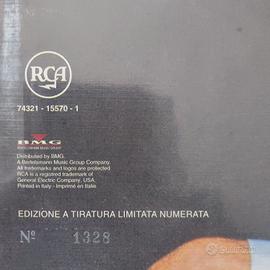 RCA
74321 - 15570 - 1
BMG
Distributed by BMG.
A Bertelsmann Music Group Company.
All trademarks and logos are protected
RCA is a registered trademark of
General Electric Company, USA.
Printed in Italy - Imprimé en Italie
EDIZIONE A TIRATURA LIMITATA NUMERATA
Nº 1328
subito